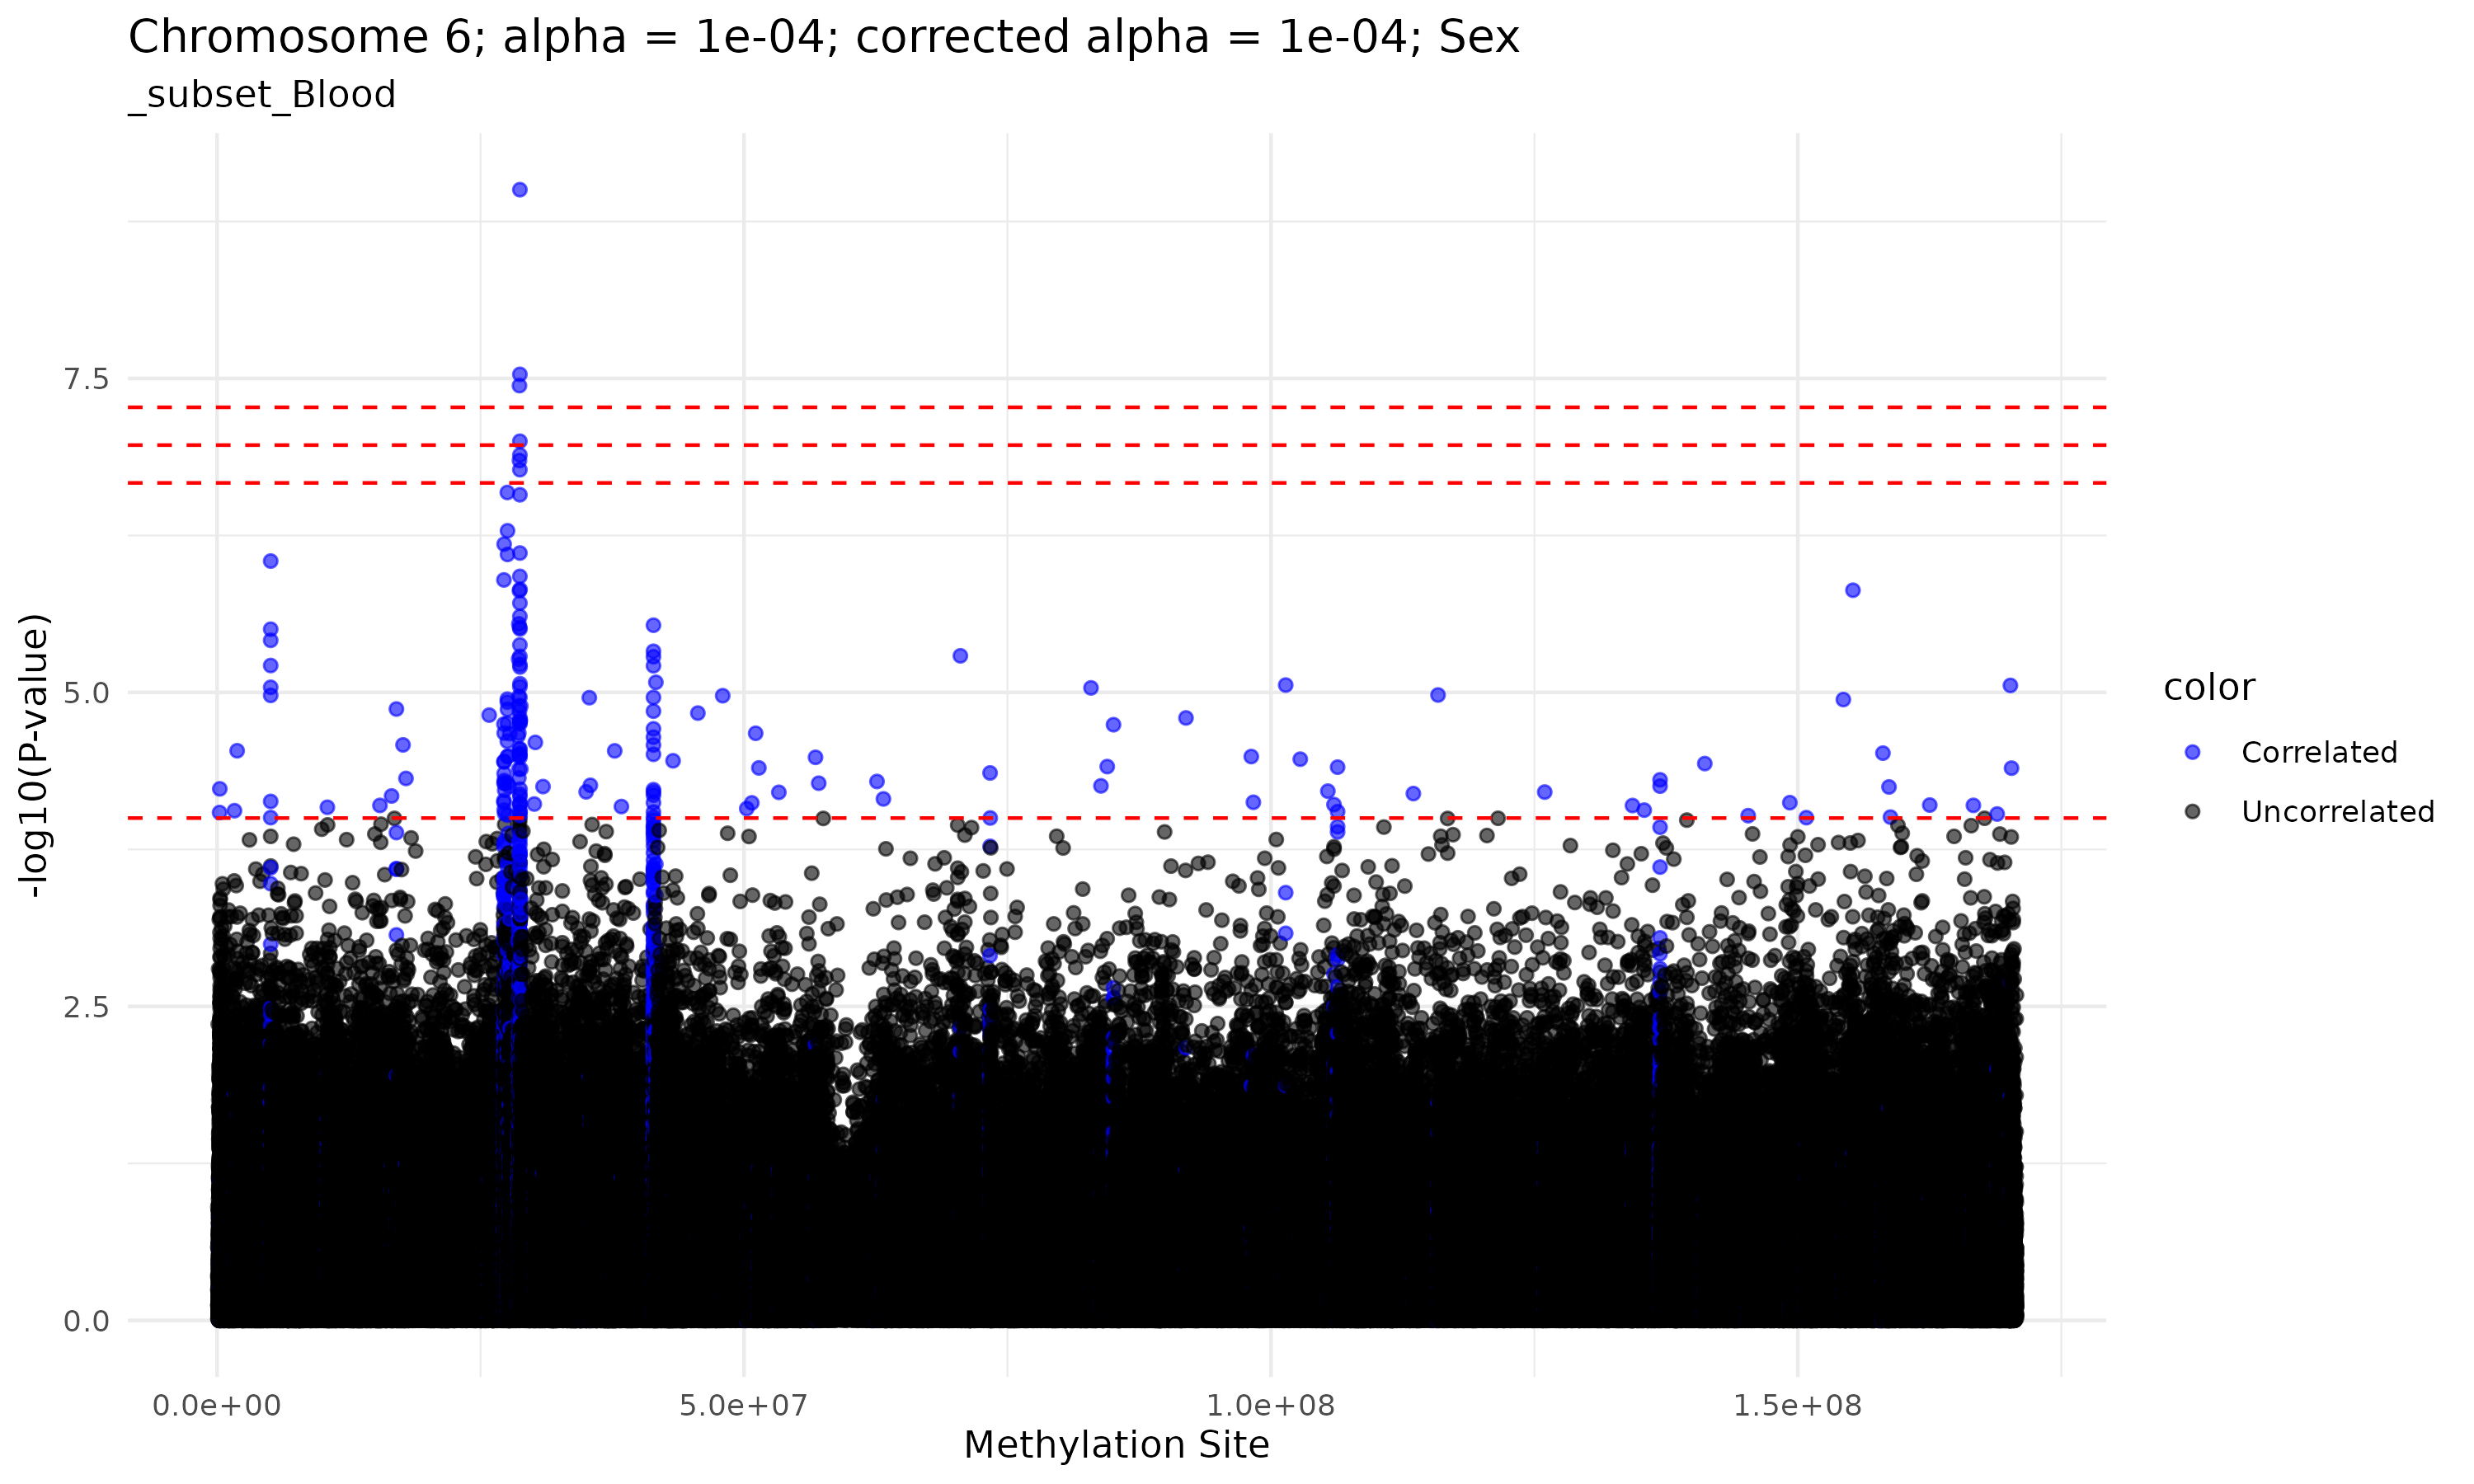 Chromosome 6; alpha = 1e-04; corrected alpha = 1e-04; Sex
_subset_Blood
-log10(P-value)
7.5
5.0
2.5
0.0
0.0e+00
5.0e+07
1.0e+08
1.5e+08
Methylation Site
color
Correlated
Uncorrelated